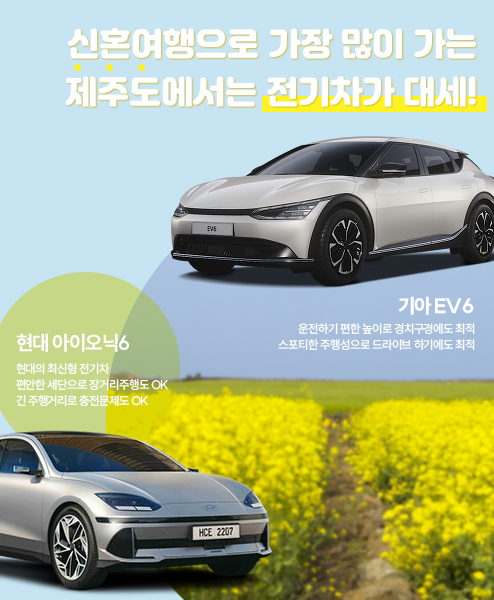 신혼여행으로 가장 많이 가는
제주도에서는 전기차가 대세!
EV6
기아 EV6
운전하기 편한 높이로 경치구경에도 최적
스포티한 주행성으로 드라이브 하기에도 최적
현대 아이오닉6
현대의 최신형 전기차
편안한 세단으로 장거리주행도 OK
긴 주행거리로 충전문제도 OK
HCE 2207